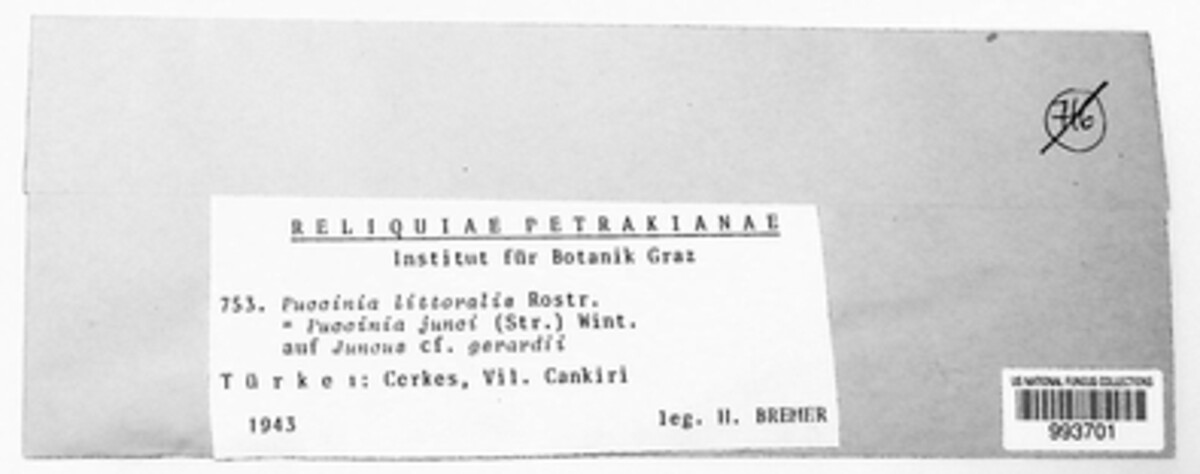 RELIQUIAE PETRAKIANAE
Institut für Botanik Graz
753. Puccinia littoralis Rostr.
= Puccinia junci (Str.) Wint.
auf Juncus cf. gerardii
Türkei: Cerkes, Vil. Cankiri
1943 leg. H. BREMER
US NATIONAL FUNGUS COLLECTIONS
993701